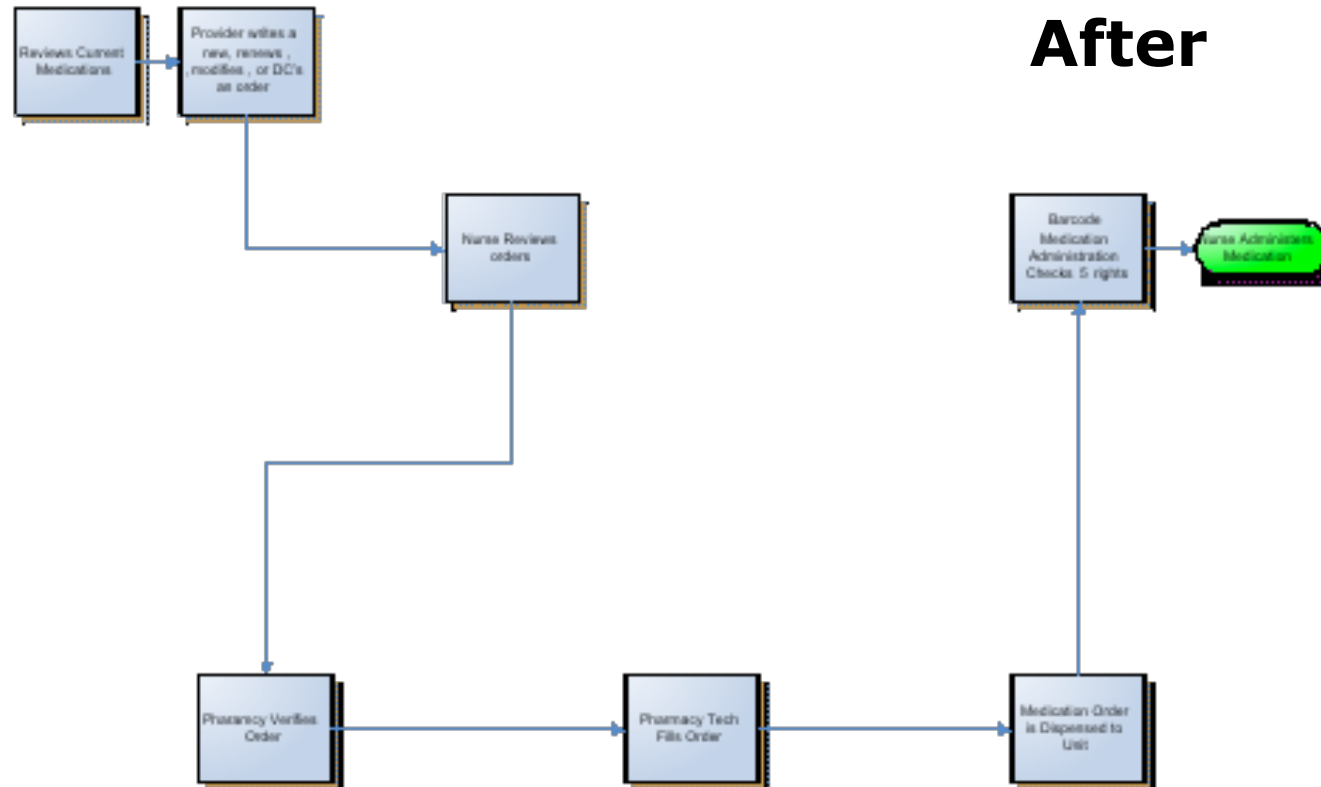 After
Reviews Current
Medications
Provider writes a
new, renews ,
, modifies , or DC's
an order
Nurse Reviews
orders
Barcode
Medication
Administration
Checks 5 rights
Nurse Administers
Medication
Phararmcy Verifies
Order
Pharmacy Tech
Fills Order
Medication Order
is Dispensed to
Unit